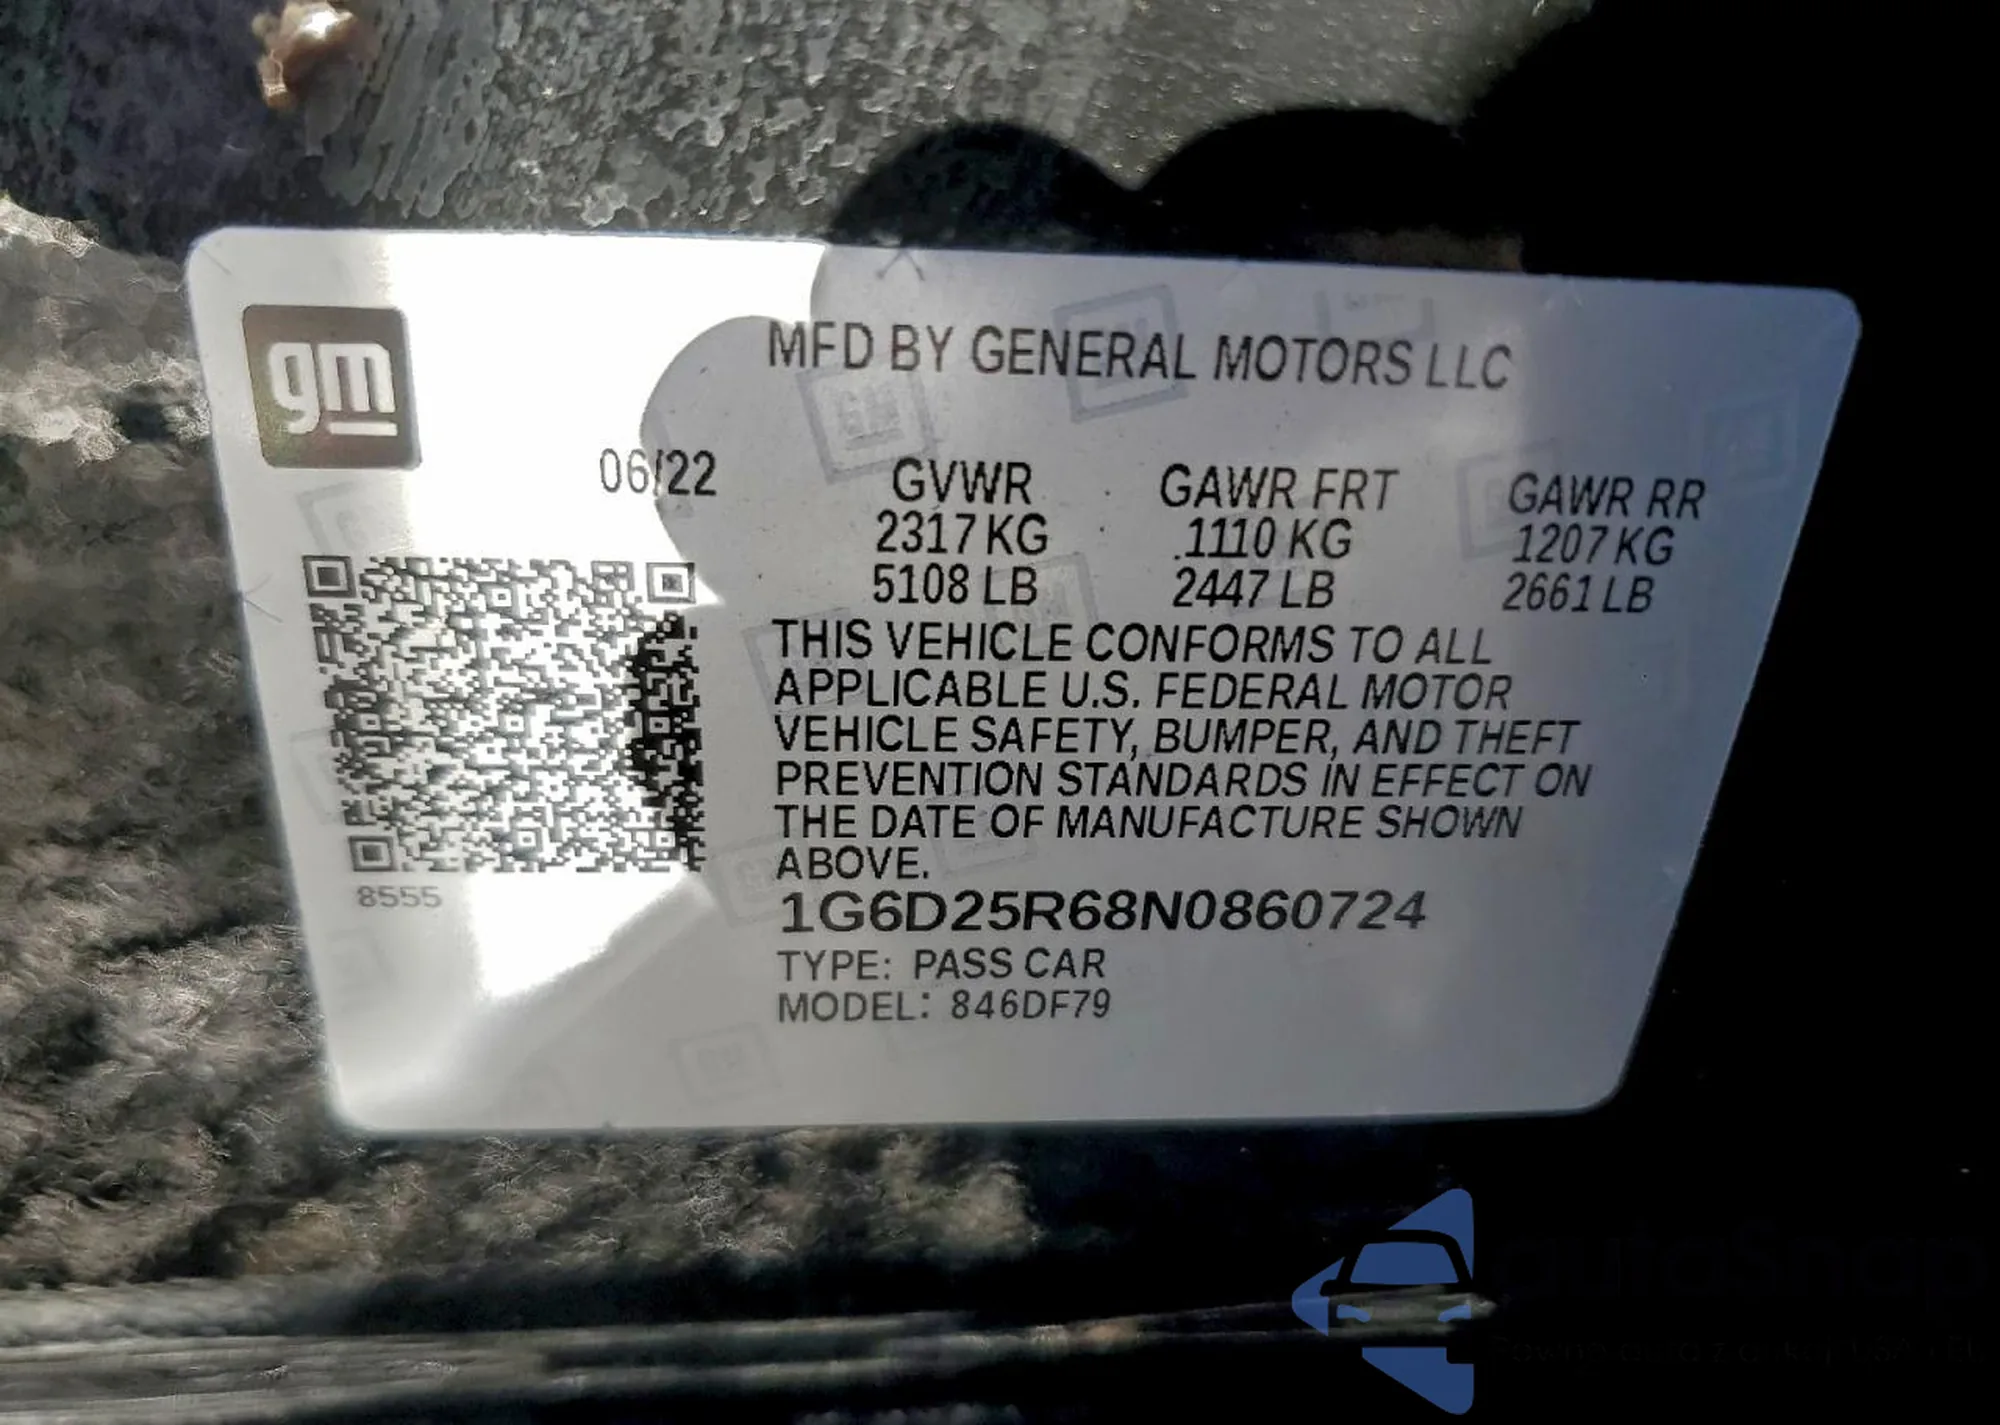 gm
MFD BY GENERAL MOTORS LLC
06/22
GVWR GAWR FRT GAWR RR
2317 KG 1110 KG 1207 KG
5108 LB 2447 LB 2661 LB
THIS VEHICLE CONFORMS TO ALL
APPLICABLE U.S. FEDERAL MOTOR
VEHICLE SAFETY, BUMPER, AND THEFT
PREVENTION STANDARDS IN EFFECT ON
THE DATE OF MANUFACTURE SHOWN
ABOVE.
8555
1G6D25R68N0860724
TYPE: PASS CAR
MODEL: 846DF79
autaSnap